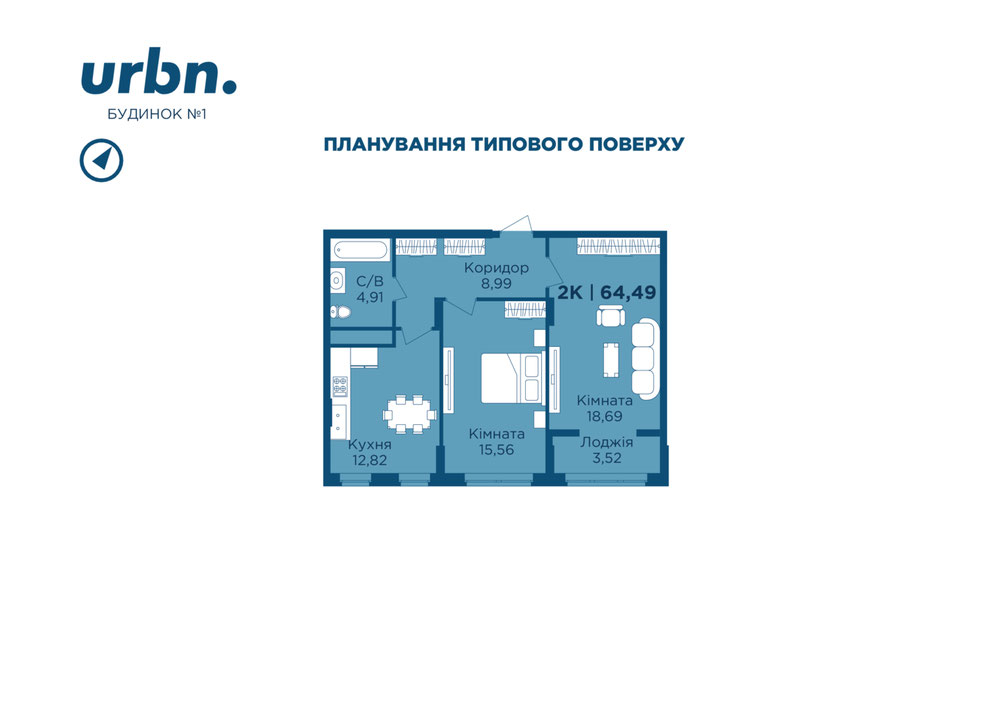 urbn.
БУДИНОК №1
ПЛАНУВАННЯ ТИПОВОГО ПОВЕРХУ
Коридор
8,99
С/В
4,91
2К | 64,49
Кімната
18,69
Кімната
15,56
Кухня
12,82
Лоджія
3,52